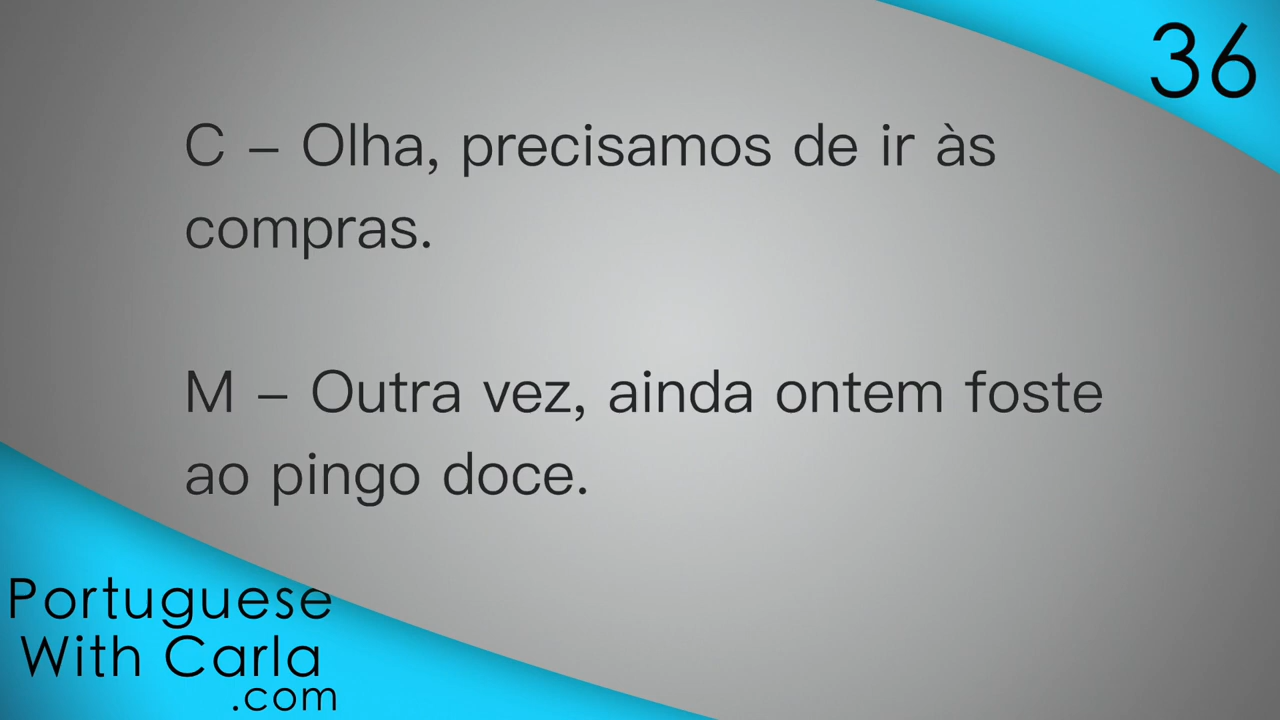 36
C – Olha, precisamos de ir às
compras.
M – Outra vez, ainda ontem foste
ao pingo doce.
Portuguese
With Carla
.com